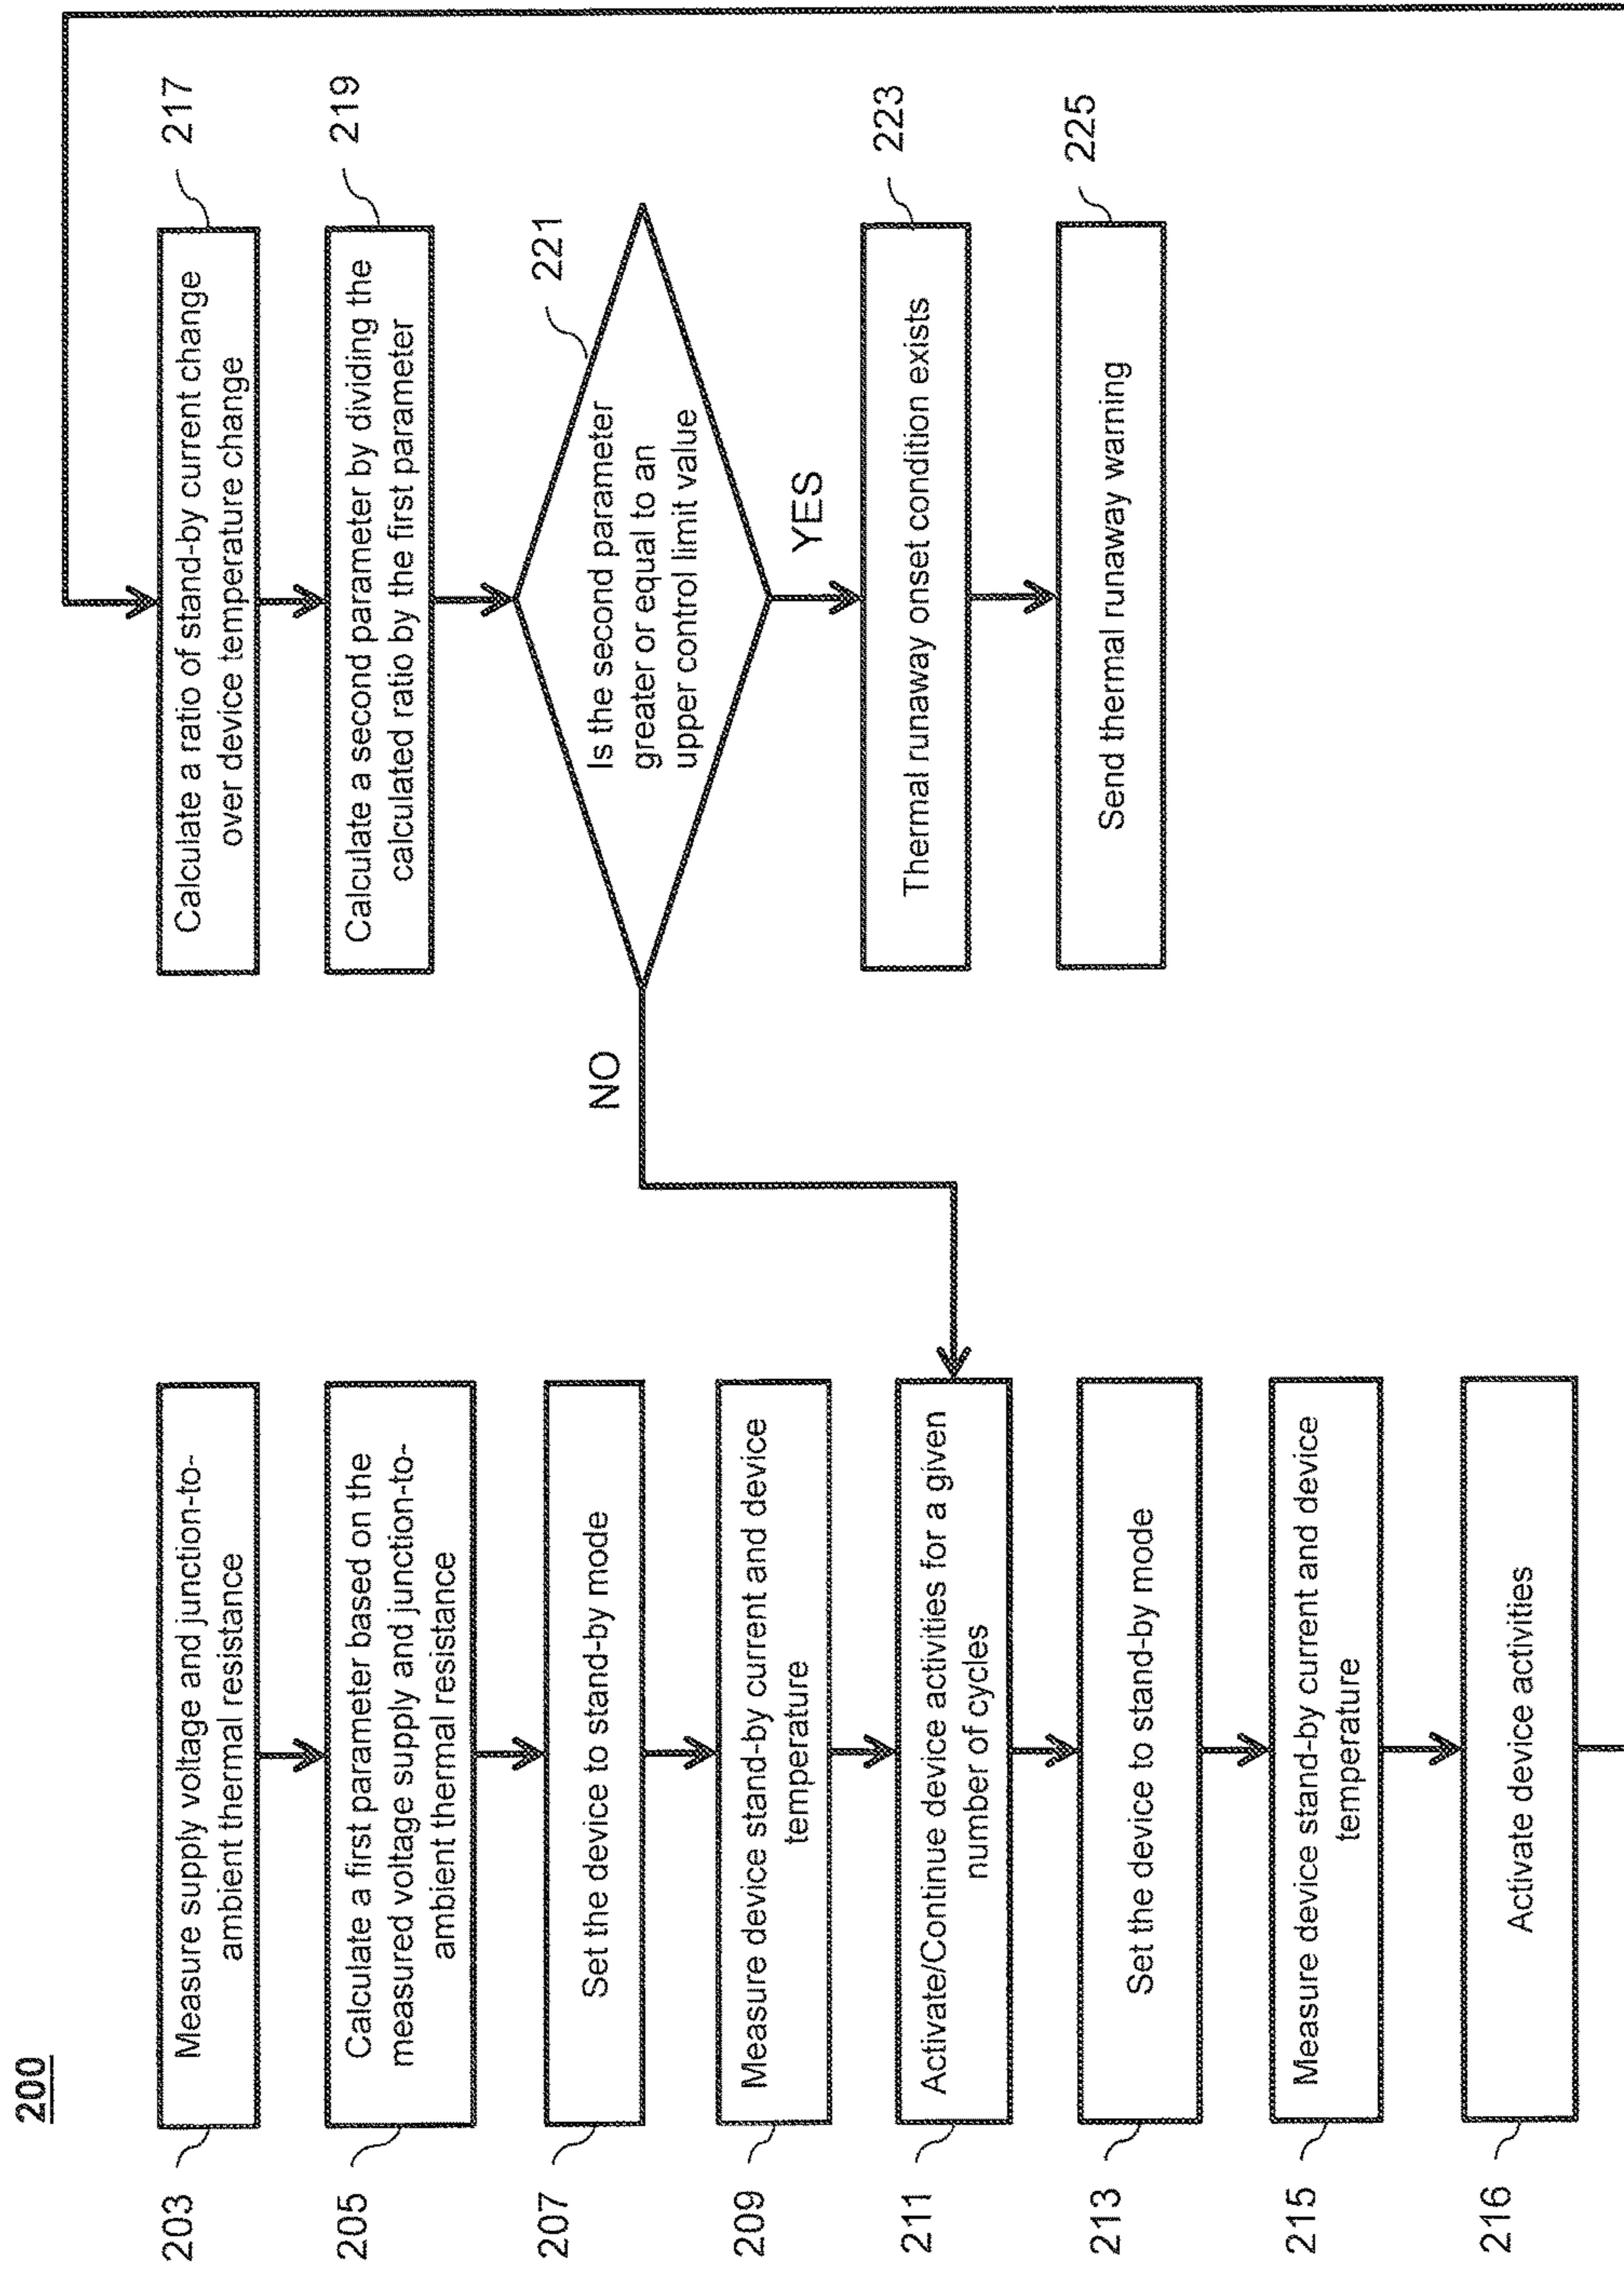 200
203
Measure supply voltage and junction-to-
ambient thermal resistance
205
Calculate a first parameter based on the
measured voltage supply and junction-to-
ambient thermal resistance
207
Set the device to stand-by mode
209
Measure device stand-by current and device
temperature
211
Activate/Continue device activities for a given
number of cycles
213
Set the device to stand-by mode
215
Measure device stand-by current and device
temperature
216
Activate device activities
217
Calculate a ratio of stand-by current change
over device temperature change
219
Calculate a second parameter by dividing the
calculated ratio by the first parameter
221
Is the second parameter
greater or equal to an
upper control limit value
NO
YES
223
Thermal runaway onset condition exists
225
Send thermal runaway warning